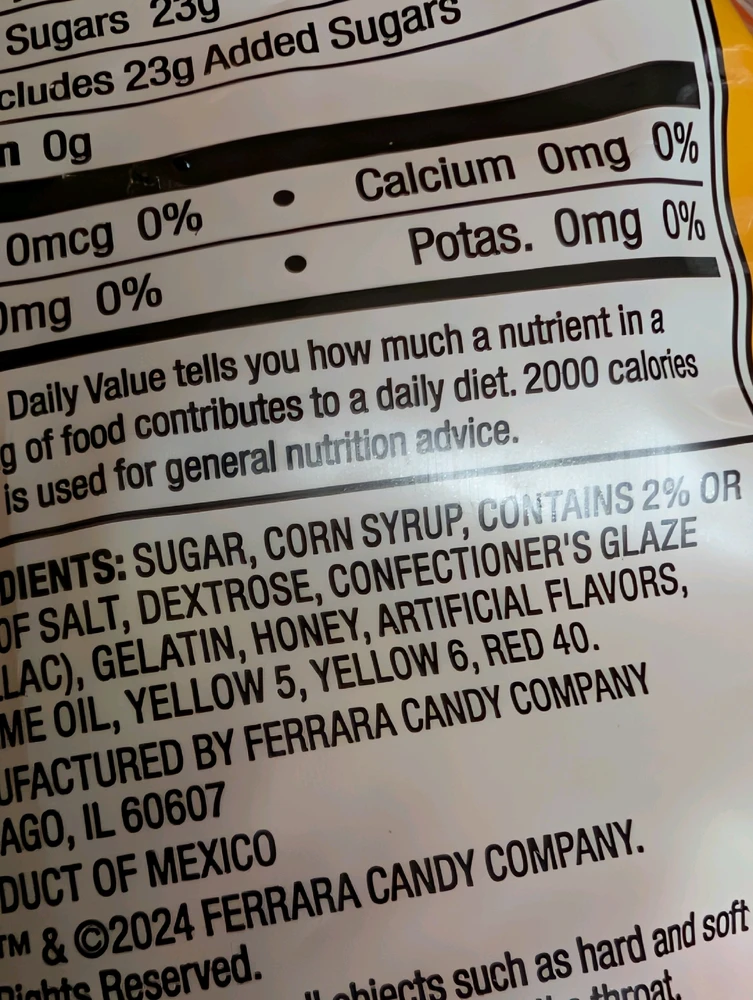 Sugars 23g
cludes 23g Added Sugars
n 0g
0mcg 0% • Calcium 0mg 0%
0mg 0% • Potas. 0mg 0%
Daily Value tells you how much a nutrient in a
g of food contributes to a daily diet. 2000 calories
is used for general nutrition advice.
DIENTS: SUGAR, CORN SYRUP, CONTAINS 2% OR
OF SALT, DEXTROSE, CONFECTIONER'S GLAZE
LAC), GELATIN, HONEY, ARTIFICIAL FLAVORS,
ME OIL, YELLOW 5, YELLOW 6, RED 40.
UFACTURED BY FERRARA CANDY COMPANY
AGO, IL 60607
DUCT OF MEXICO
TM & ©2024 FERRARA CANDY COMPANY.
Rights Reserved.
objects such as hard and soft
throat.